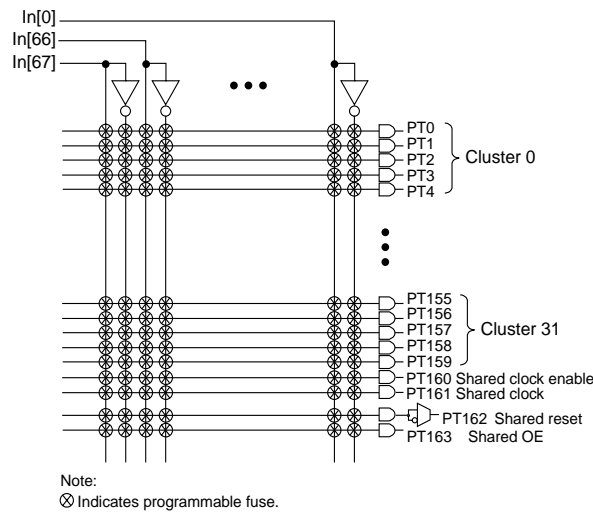 In[0]
In[66]
In[67]
PT0
PT1
PT2
PT3
PT4
Cluster 0
PT155
PT156
PT157
PT158
PT159
Cluster 31
PT160 Shared clock enable
PT161 Shared clock
PT162 Shared reset
PT163 Shared OE
Note:
Indicates programmable fuse.